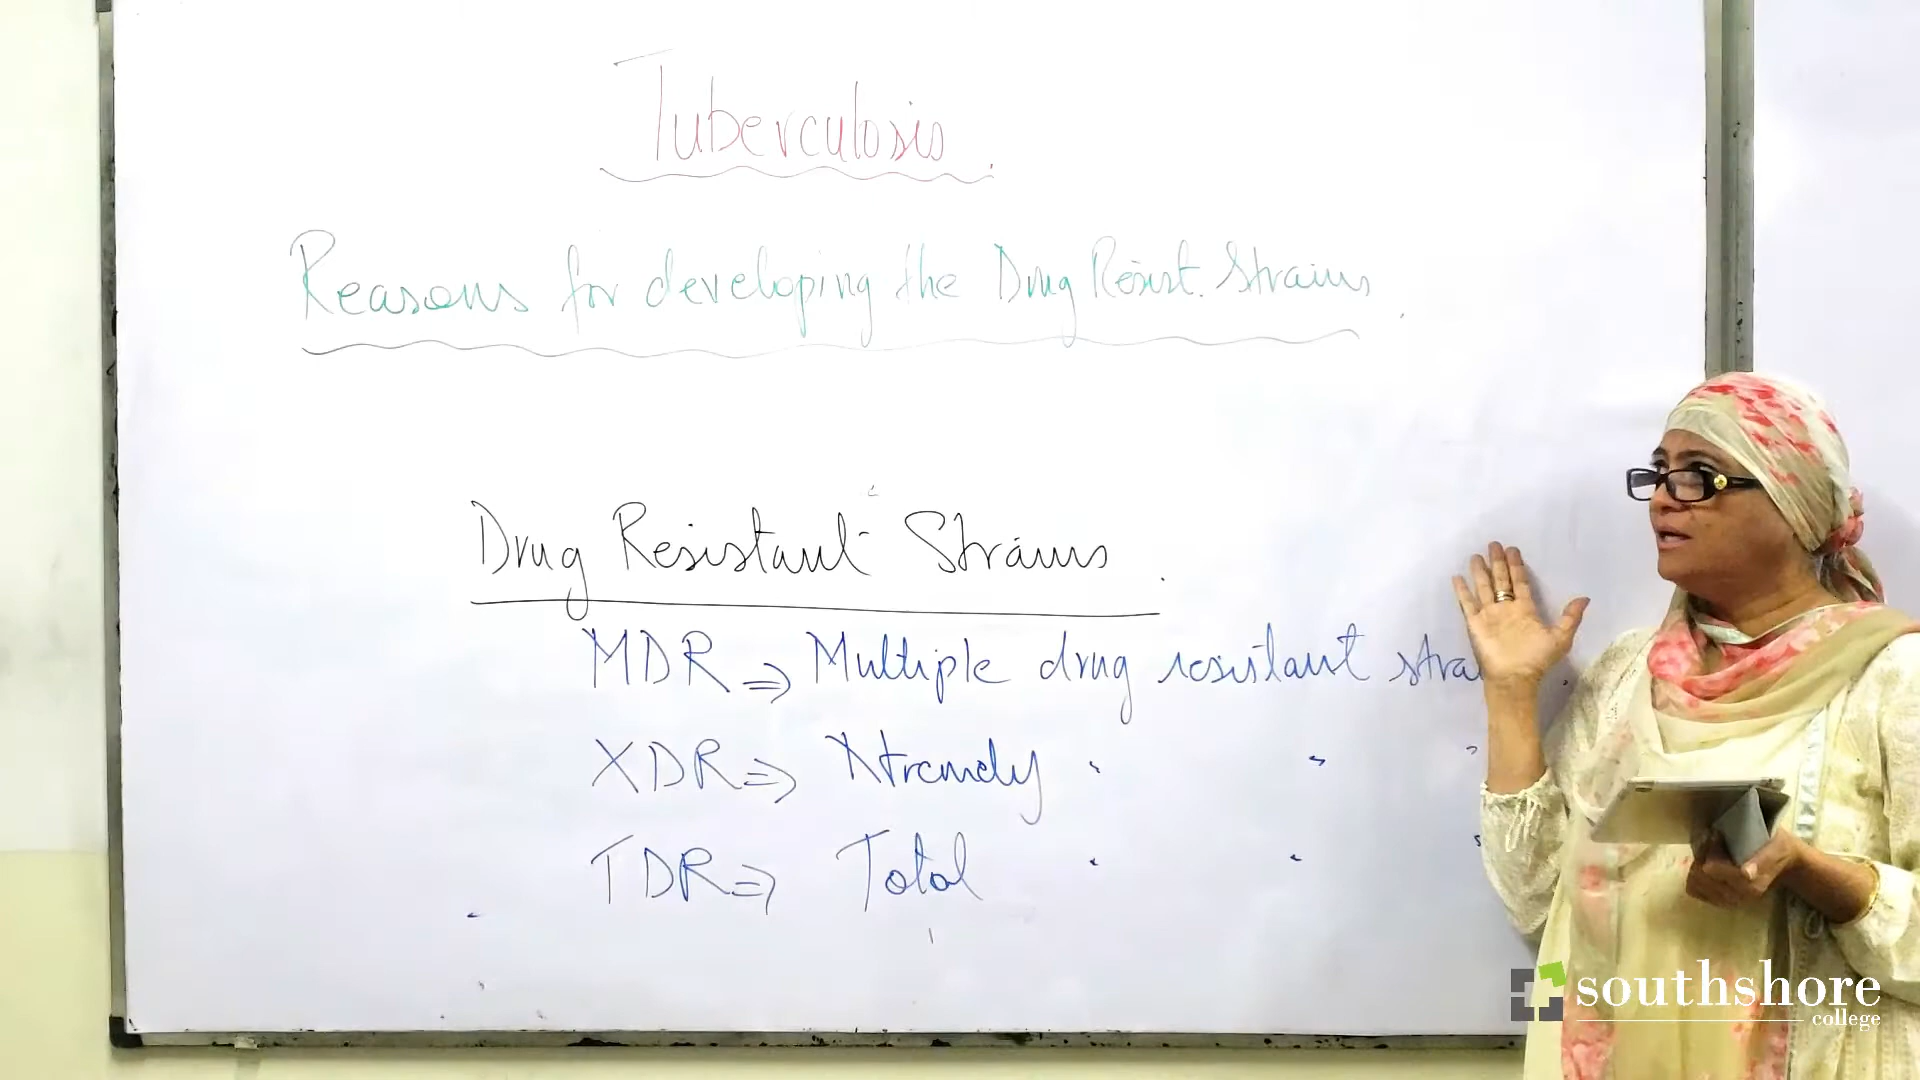 Tuberculosis.
Reasons for developing the Drug Resist. Strains.
Drug Resistant Strains.
MDR => Multiple drug resistant stra
XDR => Xtremely " " "
TDR => Total " " "
southshore
college